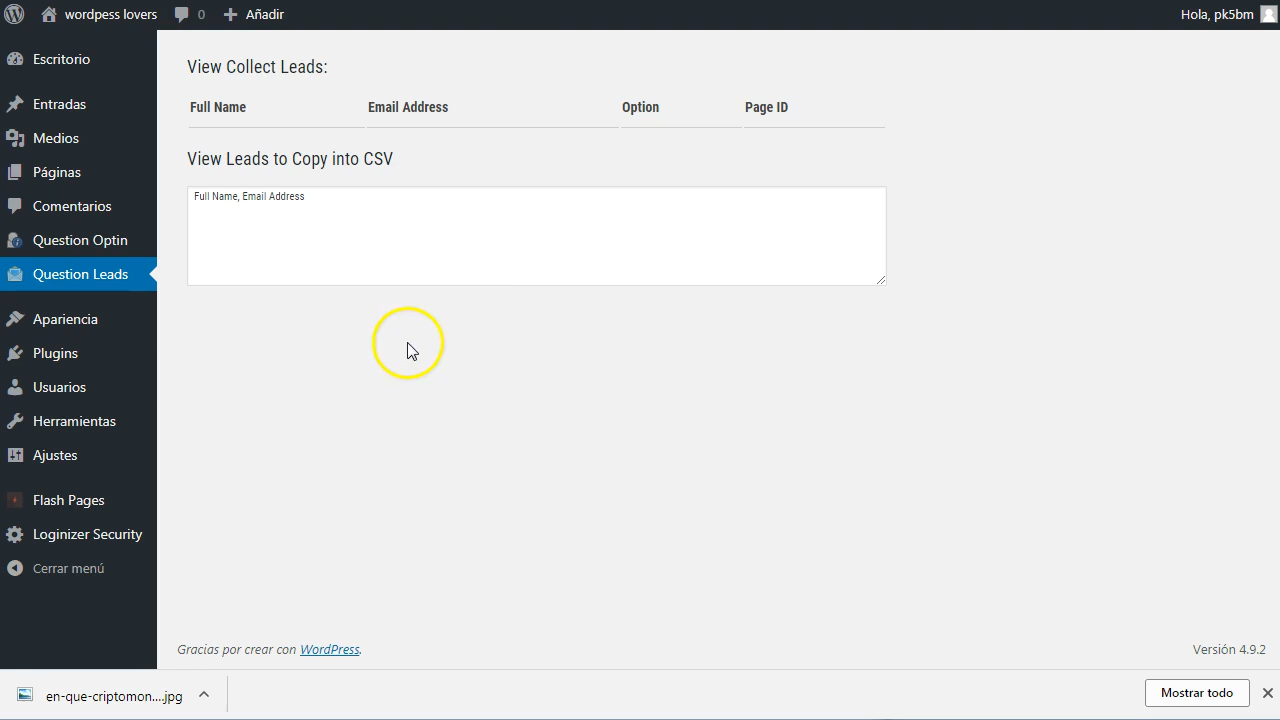 wordpess lovers
0
Añadir
Hola, pk5bm
Escritorio
Entradas
Medios
Páginas
Comentarios
Question Optin
Question Leads
Apariencia
Plugins
Usuarios
Herramientas
Ajustes
Flash Pages
Loginizer Security
Cerrar menú
View Collect Leads:
Full Name Email Address Option Page ID
View Leads to Copy into CSV
Full Name, Email Address
Gracias por crear con WordPress.
Versión 4.9.2
en-que-criptomon....jpg
Mostrar todo